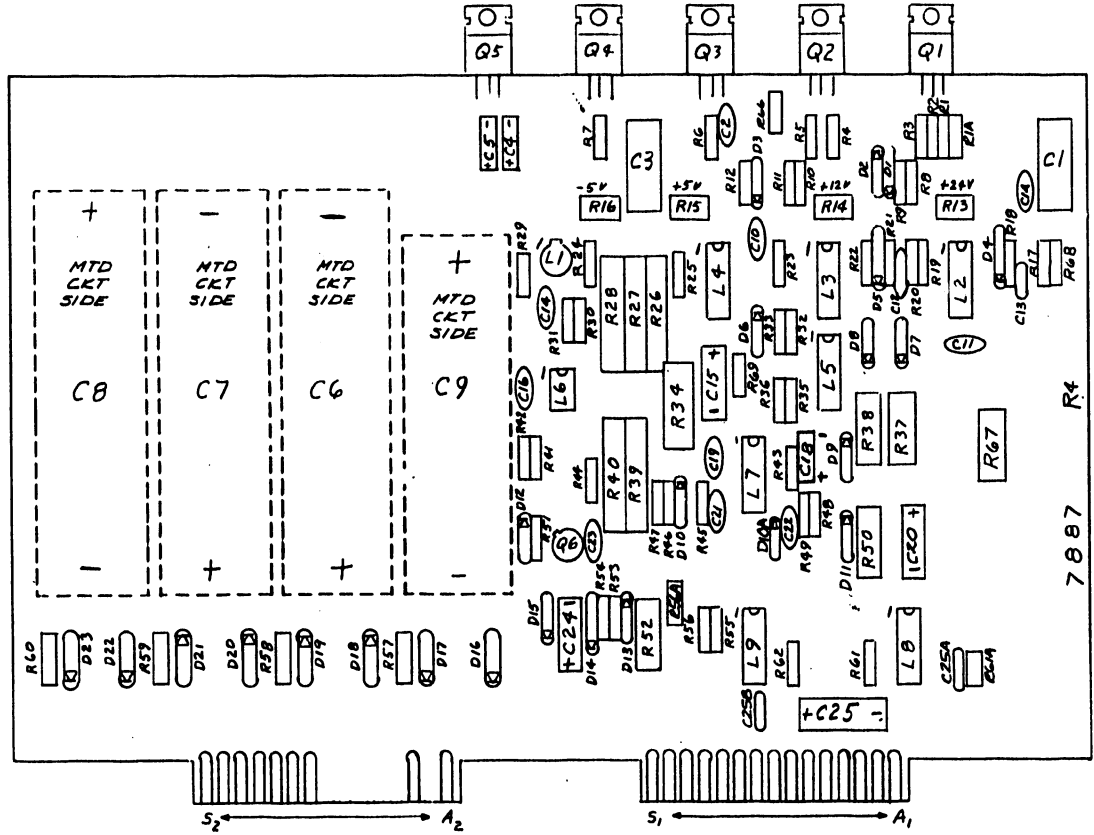 Q5 Q4 Q3 Q2 Q1
+C5-
+C4-
R7
C3
R6
C2
R66
D3
R5
R4
R3
R2
R1
R1A
C1
R12
R11
R10
D2
D1
R8
R9
C1A
-5V
R16
+5V
R15
+12V
R14
+24V
R13
+
MTD
CKT
SIDE
C8
-
-
MTD
CKT
SIDE
C7
+
-
MTD
CKT
SIDE
C6
+
+
MTD
CKT
SIDE
C9
-
R29
L1
R24
C14
R31
R30
R28
R27
R26
R25
L4
C10
R23
L3
R22
R21
D5
C12
R20
R19
L2
D4
R18
R17
C13
R68
D6
R33
R32
L5
D8
D7
C11
C16
L6
R34
C15+
R69
R36
R35
R38
R37
R67
R4
R42
R41
R44
R40
R39
C19
L7
R43
C18
+
D9
D12
R51
Q6
C23
R47
R46
D10
R45
C21
D10A
C22
R49
R48
D11
R50
C20+
7887
D15
+C24
D14
R54
R53
D13
R52
R56A
R56
R55
L9
R62
R61
L8
C25A
R61A
R60
D23
D22
R59
D21
D20
R58
D19
D18
R57
D17
D16
C25B
+C25-
S2 A2
S1 A1